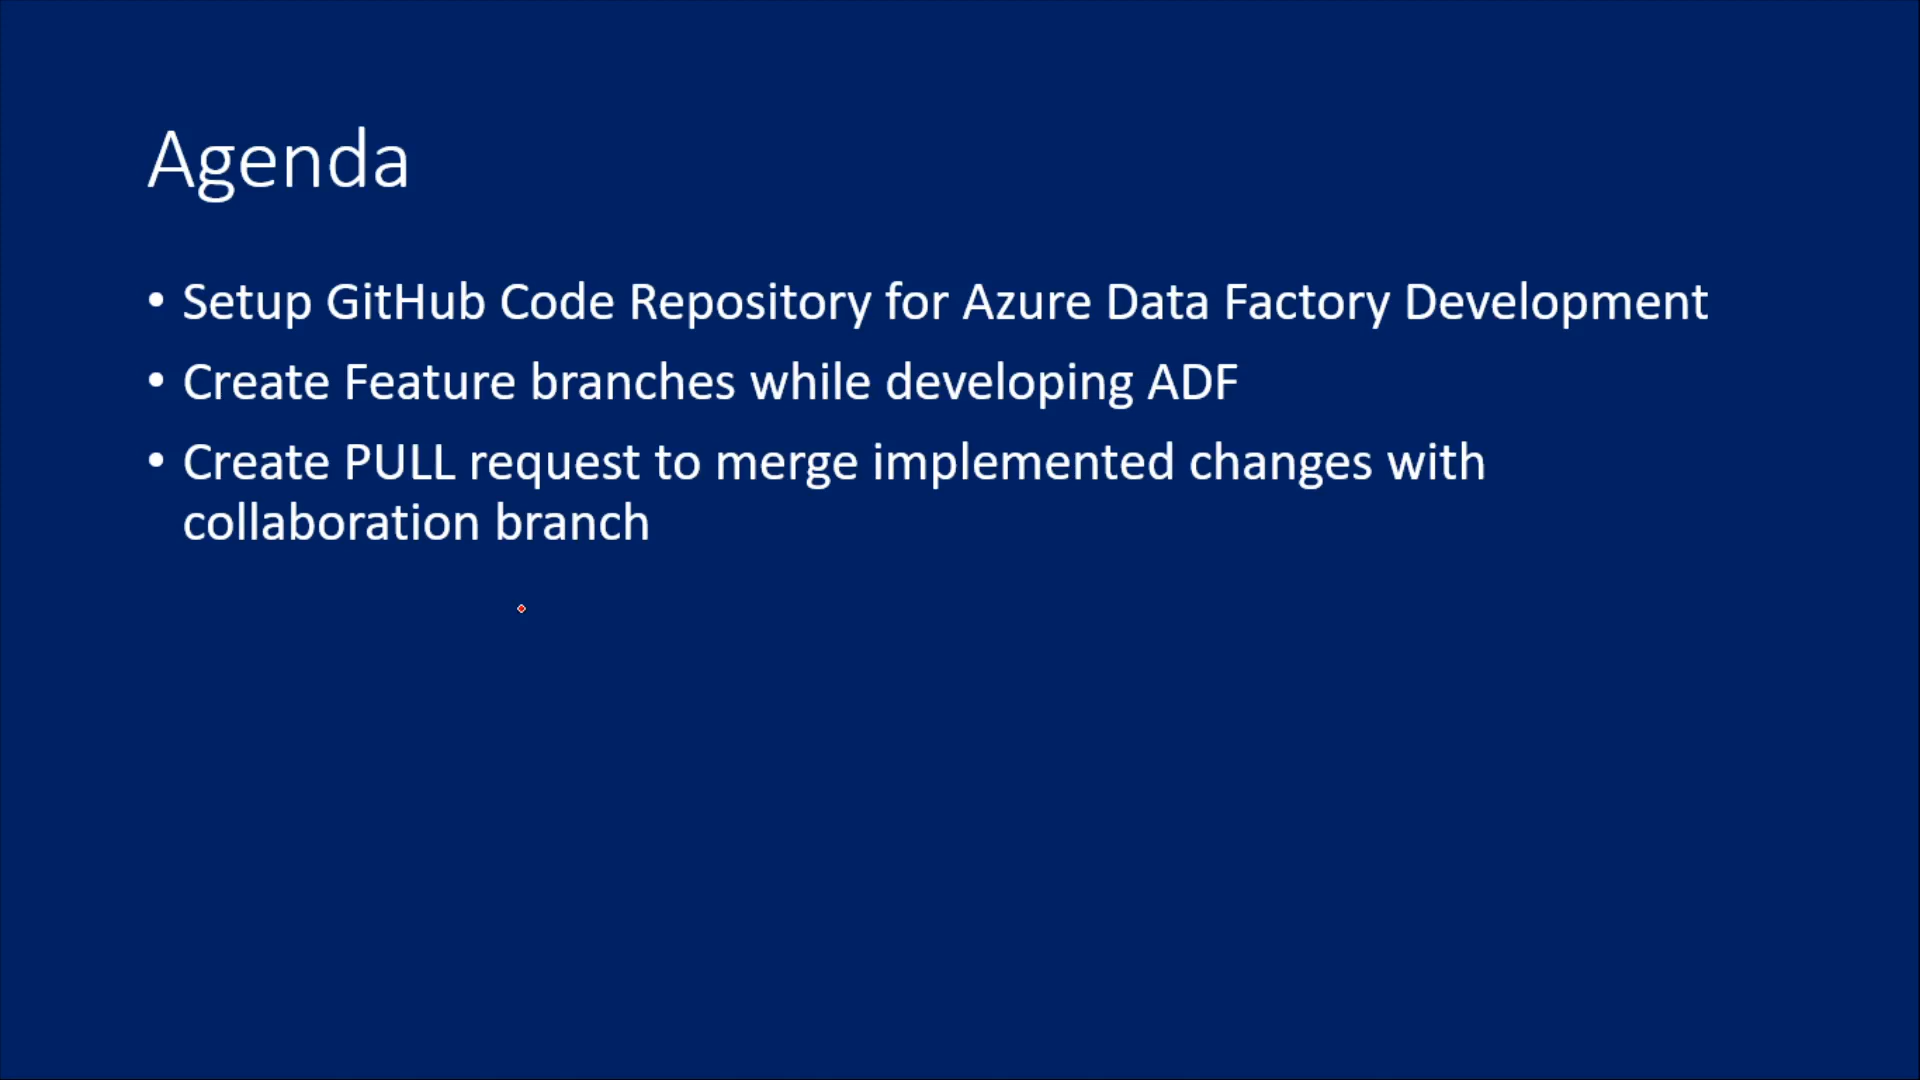 Agenda
• Setup GitHub Code Repository for Azure Data Factory Development
• Create Feature branches while developing ADF
• Create PULL request to merge implemented changes with
collaboration branch